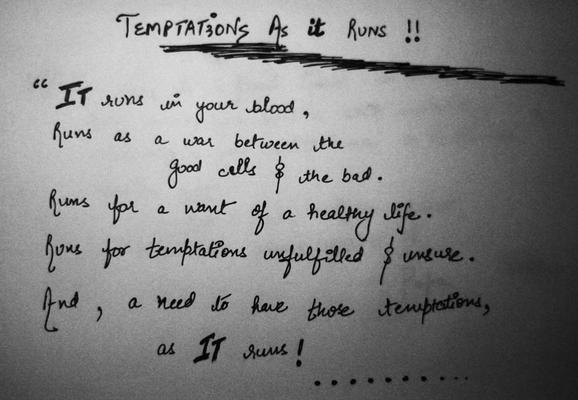 TEMPTATIONS As it RUNS !!
“ IT runs in your blood,
Runs as a war between the
good cells & the bad.
Runs for a want of a healthy life.
Runs for temptations unfulfilled & unsure.
And, a need to have those temptations,
as IT runs!
..........